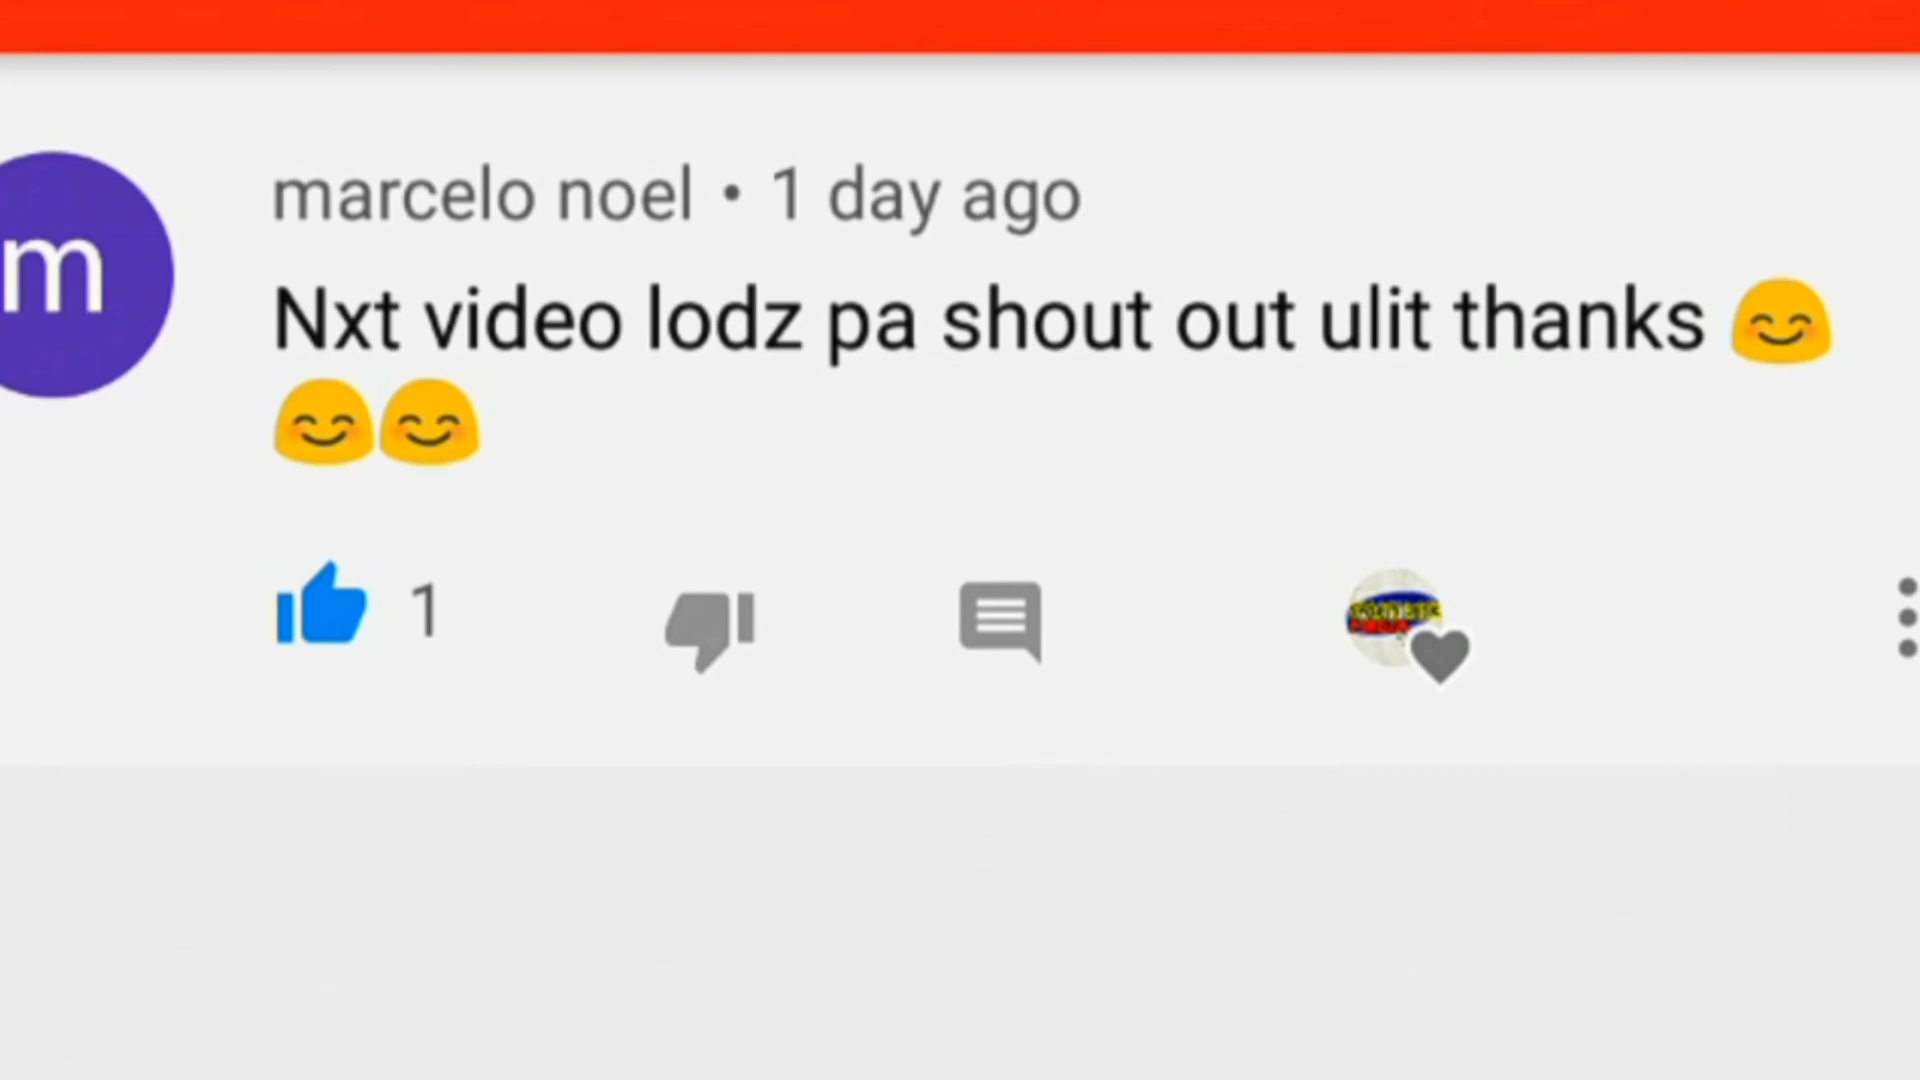 m
marcelo noel • 1 day ago
Nxt video lodz pa shout out ulit thanks 😊
😊😊
1